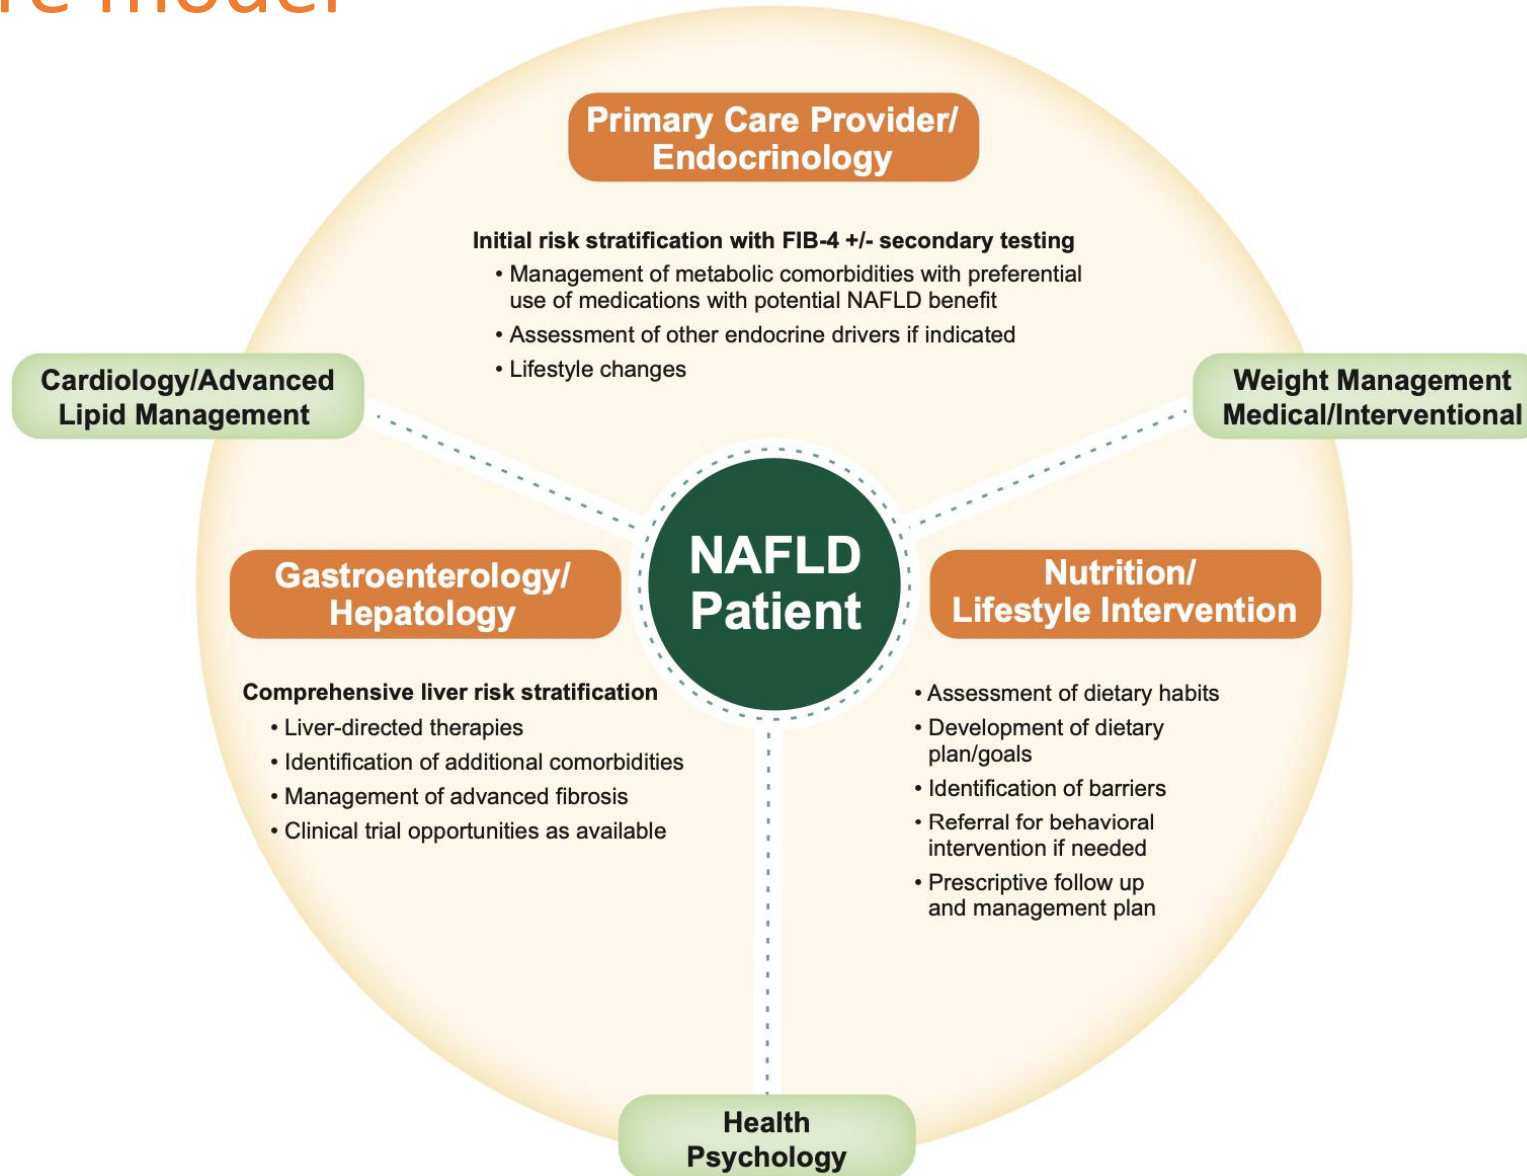 re model
Primary Care Provider/
Endocrinology
Initial risk stratification with FIB-4 +/- secondary testing
• Management of metabolic comorbidities with preferential
use of medications with potential NAFLD benefit
• Assessment of other endocrine drivers if indicated
• Lifestyle changes
Cardiology/Advanced
Lipid Management
Weight Management
Medical/Interventional
NAFLD
Patient
Gastroenterology/
Hepatology
Comprehensive liver risk stratification
• Liver-directed therapies
• Identification of additional comorbidities
• Management of advanced fibrosis
• Clinical trial opportunities as available
Nutrition/
Lifestyle Intervention
• Assessment of dietary habits
• Development of dietary
plan/goals
• Identification of barriers
• Referral for behavioral
intervention if needed
• Prescriptive follow up
and management plan
Health
Psychology